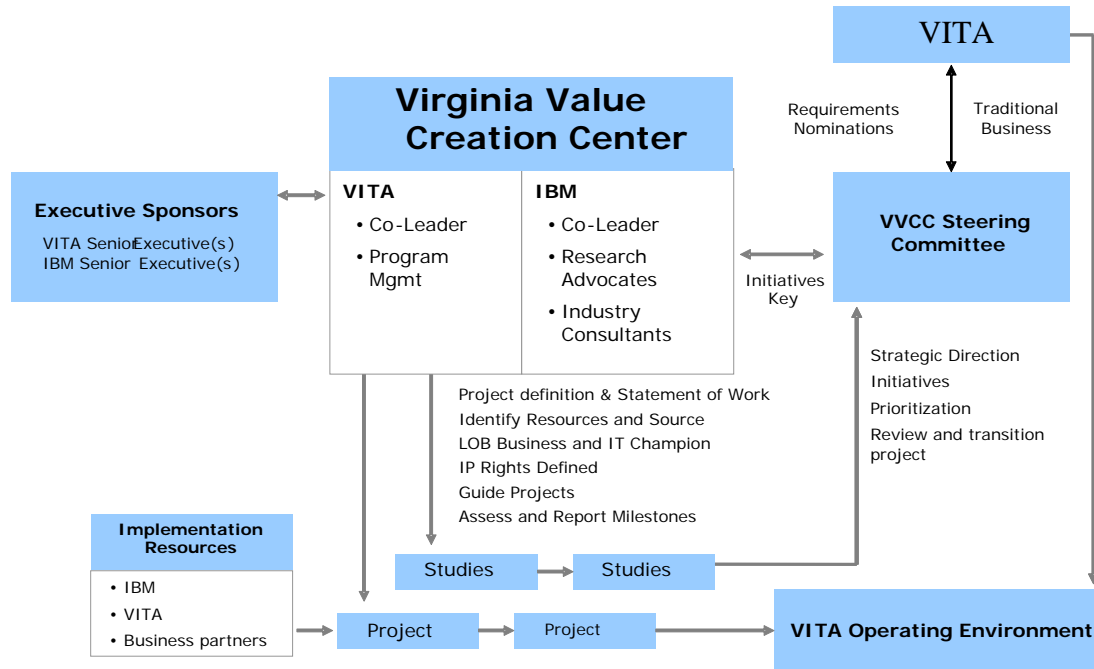 VITA
Requirements
Nominations
Traditional
Business
Virginia Value
Creation Center
VITA
• Co-Leader
• Program
Mgmt
IBM
• Co-Leader
• Research
Advocates
• Industry
Consultants
Executive Sponsors
VITA Senior Executive(s)
IBM Senior Executive(s)
VVCC Steering
Committee
Initiatives
Key
Strategic Direction
Initiatives
Prioritization
Review and transition
project
Project definition & Statement of Work
Identify Resources and Source
LOB Business and IT Champion
IP Rights Defined
Guide Projects
Assess and Report Milestones
Implementation
Resources
• IBM
• VITA
• Business partners
Studies
Studies
Project
Project
VITA Operating Environment